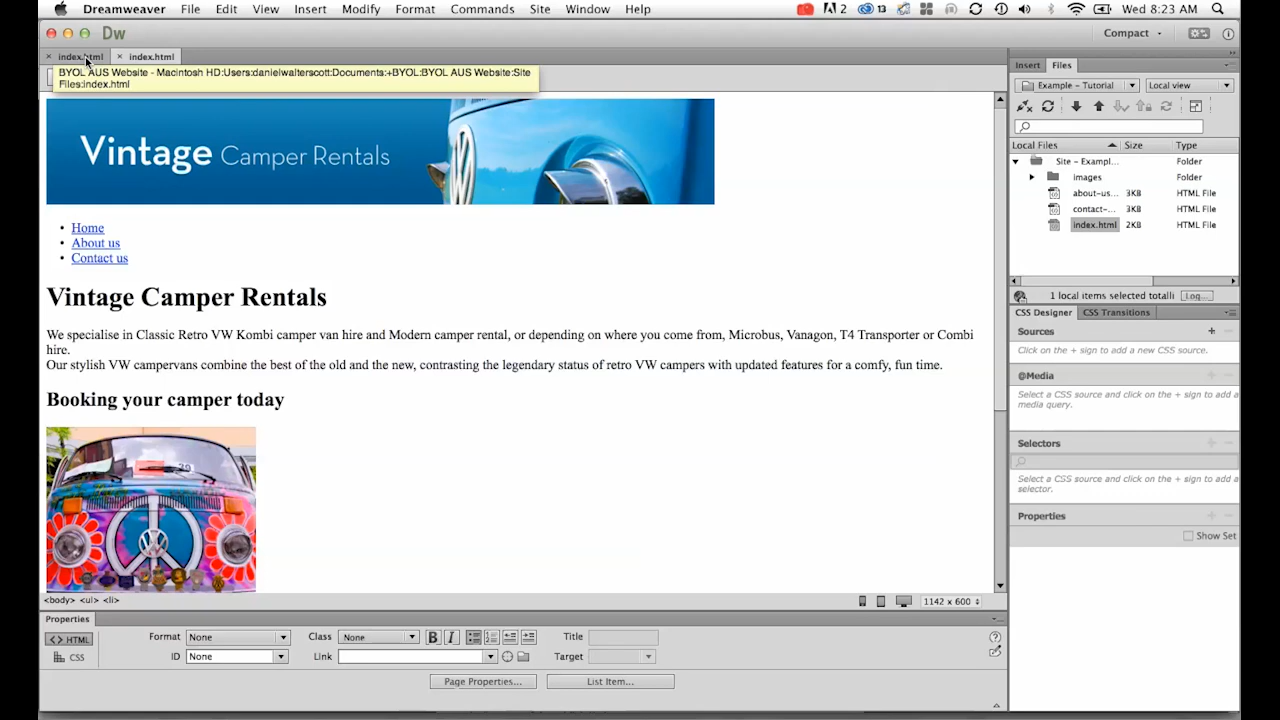 Dreamweaver File Edit View Insert Modify Format Commands Site Window Help 2 13 Wed 8:23 AM
Dw Compact
index.html index.html
BYOL AUS Website - Macintosh HD:Users:danielwalterscott:Documents:+BYOL:BYOL AUS Website:Site
Files:index.html
Vintage Camper Rentals
Home
About us
Contact us
Vintage Camper Rentals
We specialise in Classic Retro VW Kombi camper van hire and Modern camper rental, or depending on where you come from, Microbus, Vanagon, T4 Transporter or Combi
hire.
Our stylish VW campervans combine the best of the old and the new, contrasting the legendary status of retro VW campers with updated features for a comfy, fun time.
Booking your camper today
<body> <ul> <li> 1142 x 600
Properties
<> HTML Format None Class None B I Title
CSS ID None Link Target
Page Properties... List Item...
Insert Files
Example - Tutorial Local view
Local Files Size Type
Site - Exampl... Folder
images Folder
about-us... 3KB HTML File
contact-... 3KB HTML File
index.html 2KB HTML File
1 local items selected totalli Log...
CSS Designer CSS Transitions
Sources
Click on the + sign to add a new CSS source.
@Media
Select a CSS source and click on the + sign to add a
media query.
Selectors
Select a CSS source and click on the + sign to add a
selector.
Properties
Show Set